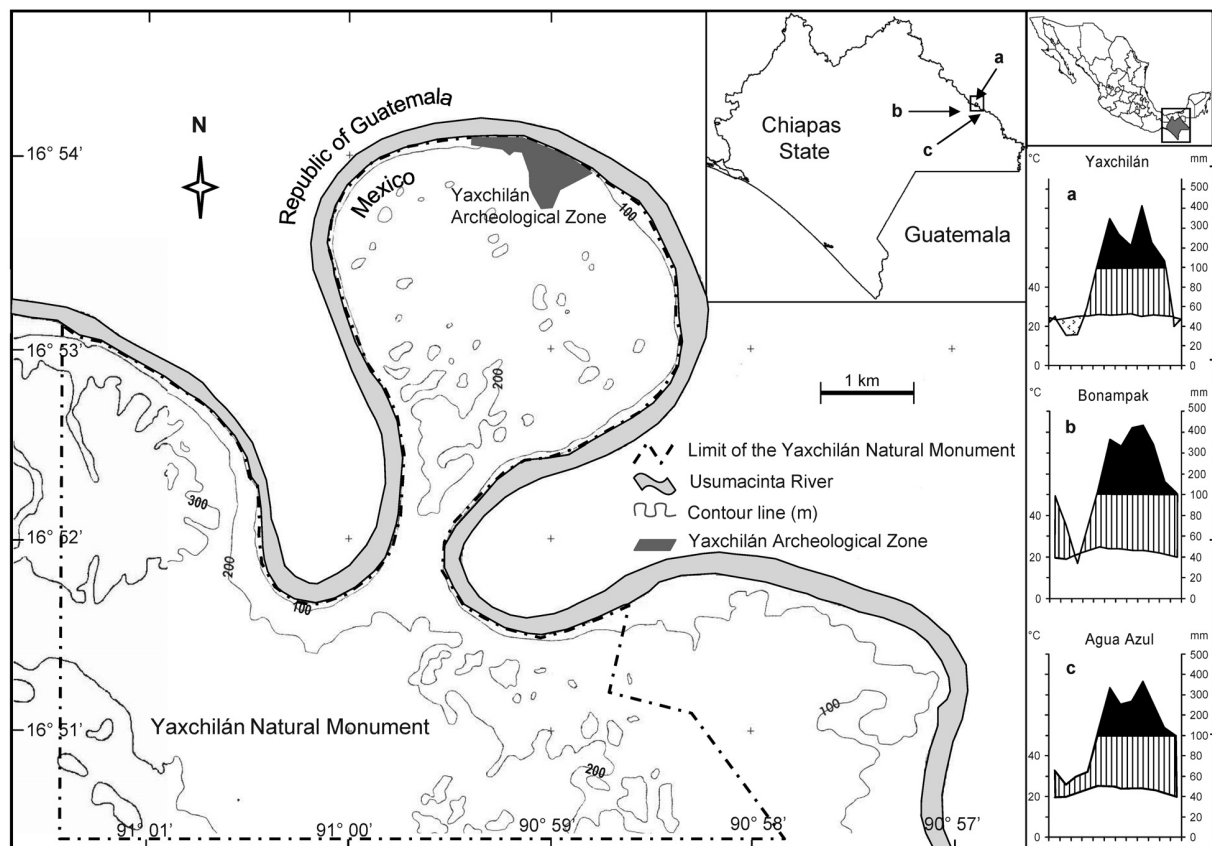 N
16° 54'
16° 53'
16° 52'
16° 51'
91° 01'
91° 00'
90° 59'
90° 58'
90° 57'
Republic of Guatemala
Mexico
Yaxchilán
Archeological Zone
100
200
300
200
100
100
200
Yaxchilán Natural Monument
1 km
Limit of the Yaxchilán Natural Monument
Usumacinta River
Contour line (m)
Yaxchilán Archeological Zone
Chiapas
State
Guatemala
a
b
c
°C
Yaxchilán
mm
a
500
400
300
200
100
80
60
40
20
0
40
20
0
°C
Bonampak
mm
b
500
400
300
200
100
80
60
40
20
0
40
20
0
°C
Agua Azul
mm
c
500
400
300
200
100
80
60
40
20
0
40
20
0